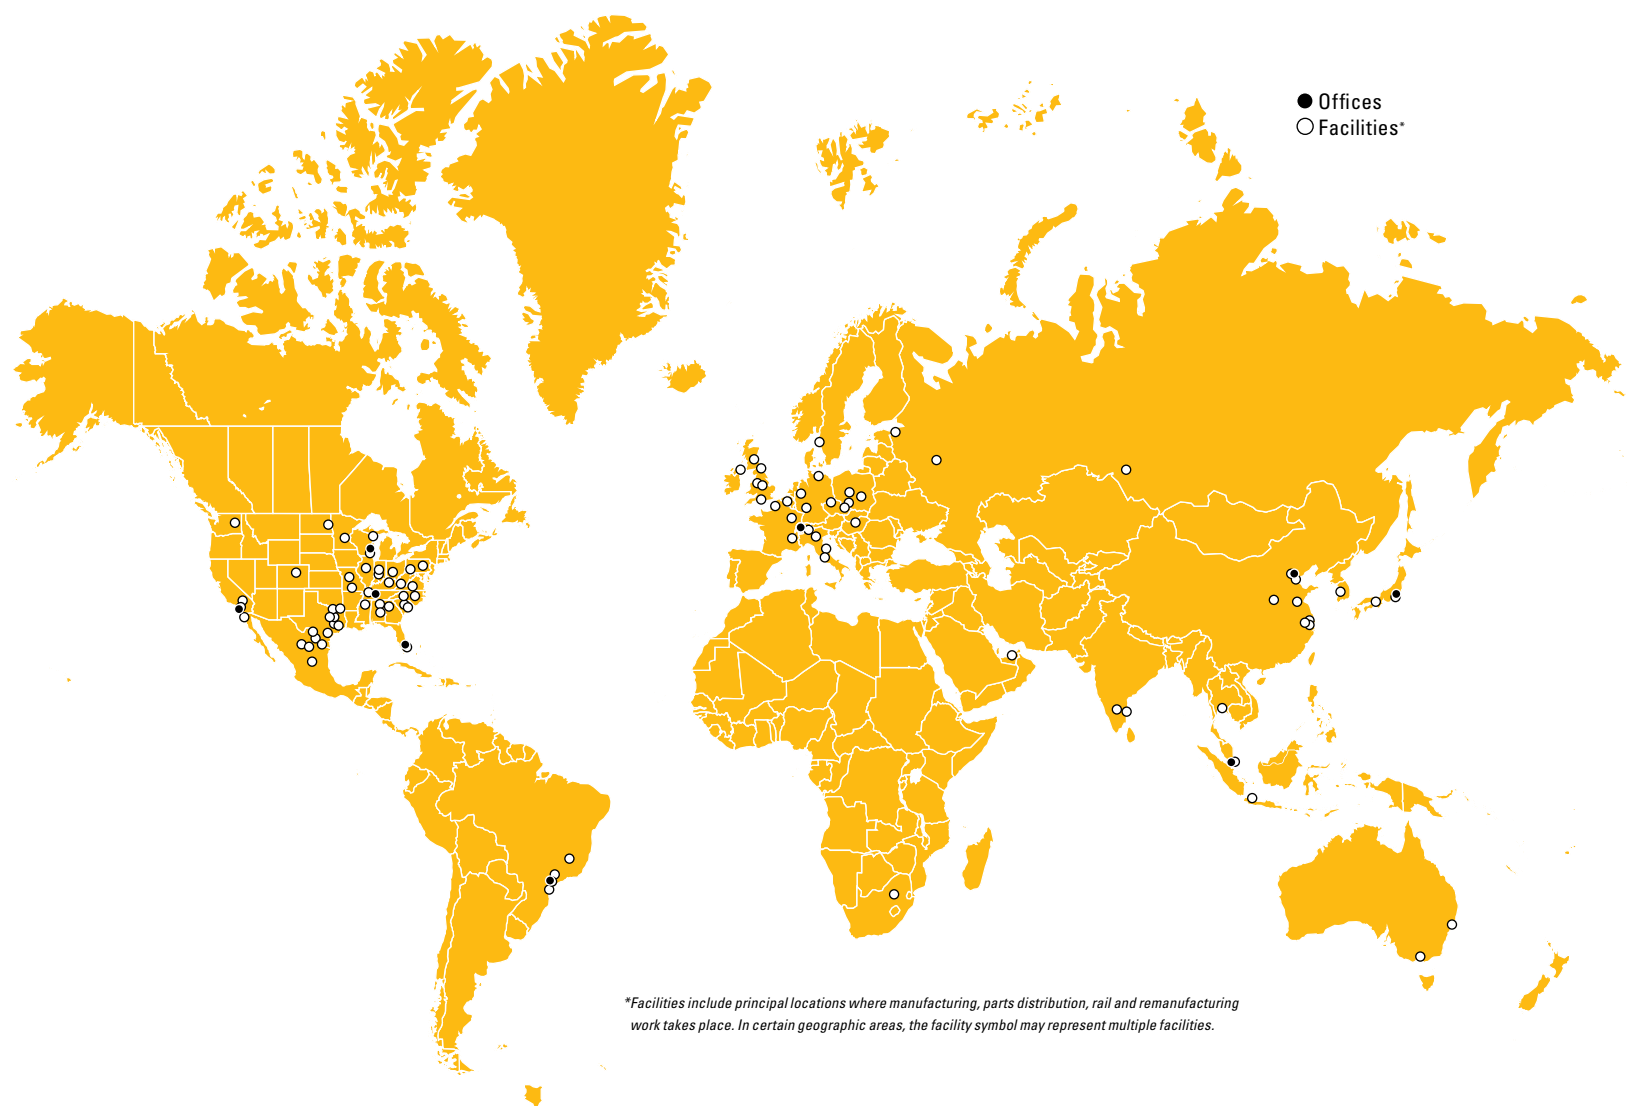 Offices
Facilities*
*Facilities include principal locations where manufacturing, parts distribution, rail and remanufacturing
work takes place. In certain geographic areas, the facility symbol may represent multiple facilities.